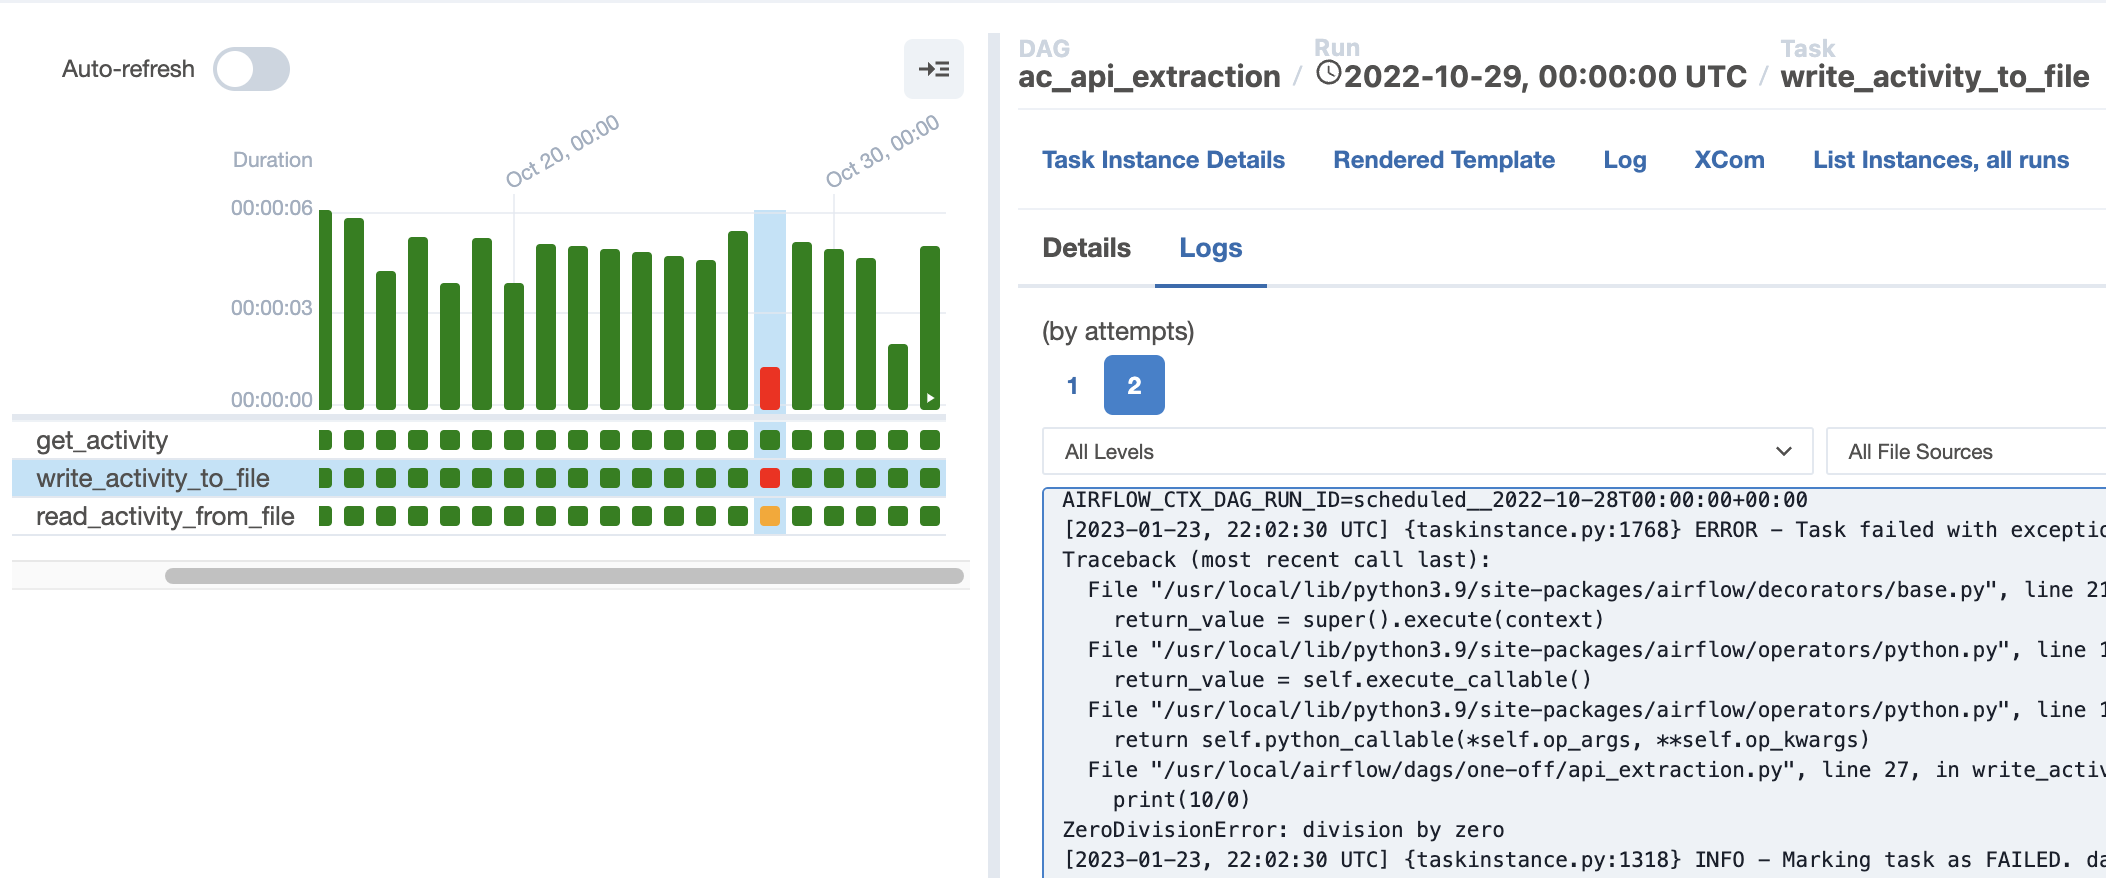 Auto-refresh
Duration
Oct 20, 00:00
Oct 30, 00:00
00:00:06
00:00:03
00:00:00
get_activity
write_activity_to_file
read_activity_from_file
DAG
ac_api_extraction
/
Run
2022-10-29, 00:00:00 UTC
/
Task
write_activity_to_file
Task Instance Details
Rendered Template
Log
XCom
List Instances, all runs
Details
Logs
(by attempts)
1
2
All Levels
All File Sources
AIRFLOW_CTX_DAG_RUN_ID=scheduled__2022-10-28T00:00:00+00:00
[2023-01-23, 22:02:30 UTC] {taskinstance.py:1768} ERROR - Task failed with
Traceback (most recent call last):
File "/usr/local/lib/python3.9/site-packages/airflow/decorators/base.py", line
return_value = super().execute(context)
File "/usr/local/lib/python3.9/site-packages/airflow/operators/python.py", line
return_value = self.execute_callable()
File "/usr/local/lib/python3.9/site-packages/airflow/operators/python.py", line
return self.python_callable(*self.op_args, **self.op_kwargs)
File "/usr/local/airflow/dags/one-off/api_extraction.py", line 27, in
print(10/0)
ZeroDivisionError: division by zero
[2023-01-23, 22:02:30 UTC] {taskinstance.py:1318} INFO - Marking task as FAILED.